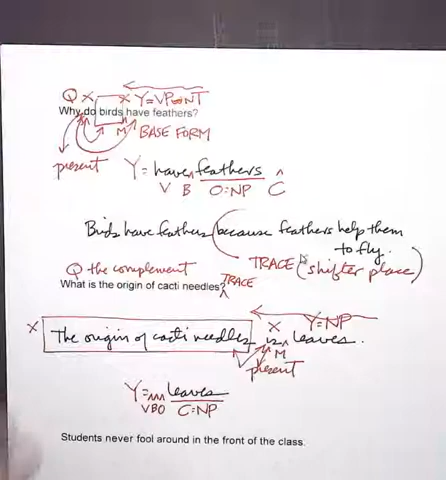 Q X X Y=VP
Why do birds have feathers?
M BASE FORM
present Y= have feathers
V B O:NP C
Birds have feathers (because feathers help them
to fly.
TRACE (shifter place)
Q the complement
TRACE
What is the origin of cacti needles?
X Y=NP
X The origin of cacti needles is leaves.
M
present
Y= leaves
VBO C:NP
Students never fool around in the front of the class.